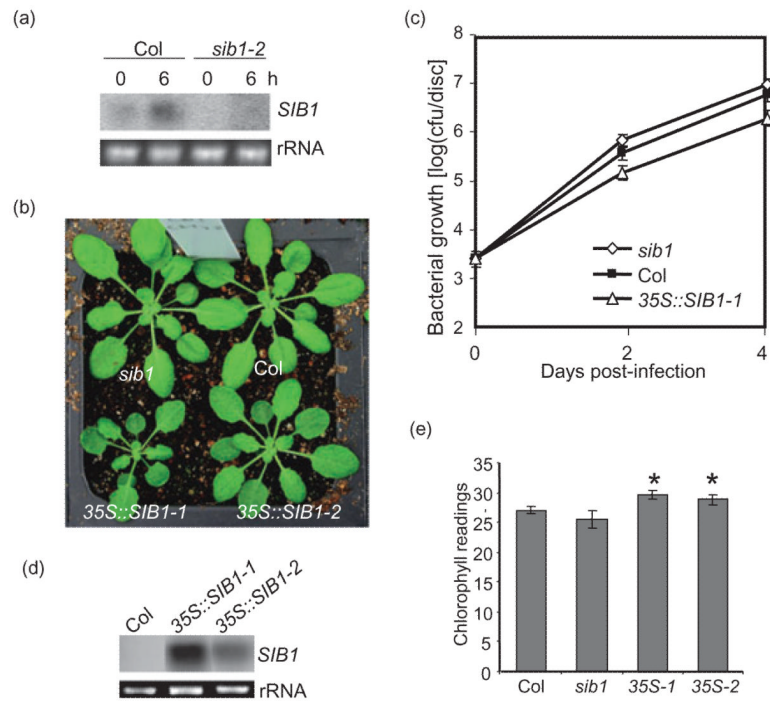 (a)
Col sib1-2
0 6 0 6 h
SIB1
rRNA
(b)
sib1
Col
35S::SIB1-1 35S::SIB1-2
(c)
Bacterial growth [log(cfu/disc]
8
7
6
5
4
3
2
sib1
Col
35S::SIB1-1
0 2 4
Days post-infection
(d)
Col 35S::SIB1-1 35S::SIB1-2
SIB1
rRNA
(e)
Chlorophyll readings
35
30
25
20
15
10
5
0
* *
Col sib1 35S-1 35S-2